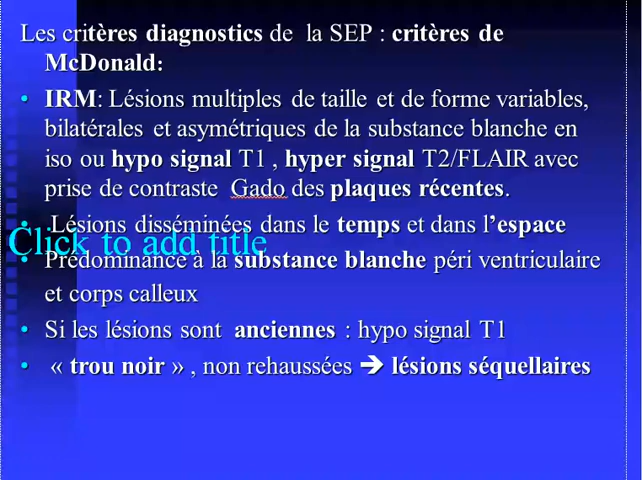 Les critères diagnostics de la SEP : critères de
McDonald:
• IRM: Lésions multiples de taille et de forme variables,
bilatérales et asymétriques de la substance blanche en
iso ou hypo signal T1 , hyper signal T2/FLAIR avec
prise de contraste Gado des plaques récentes.
• Lésions disséminées dans le temps et dans l’espace
Click to add title
• Prédominance à la substance blanche péri ventriculaire
et corps calleux
• Si les lésions sont anciennes : hypo signal T1
• « trou noir » , non rehaussées ➔ lésions séquellaires